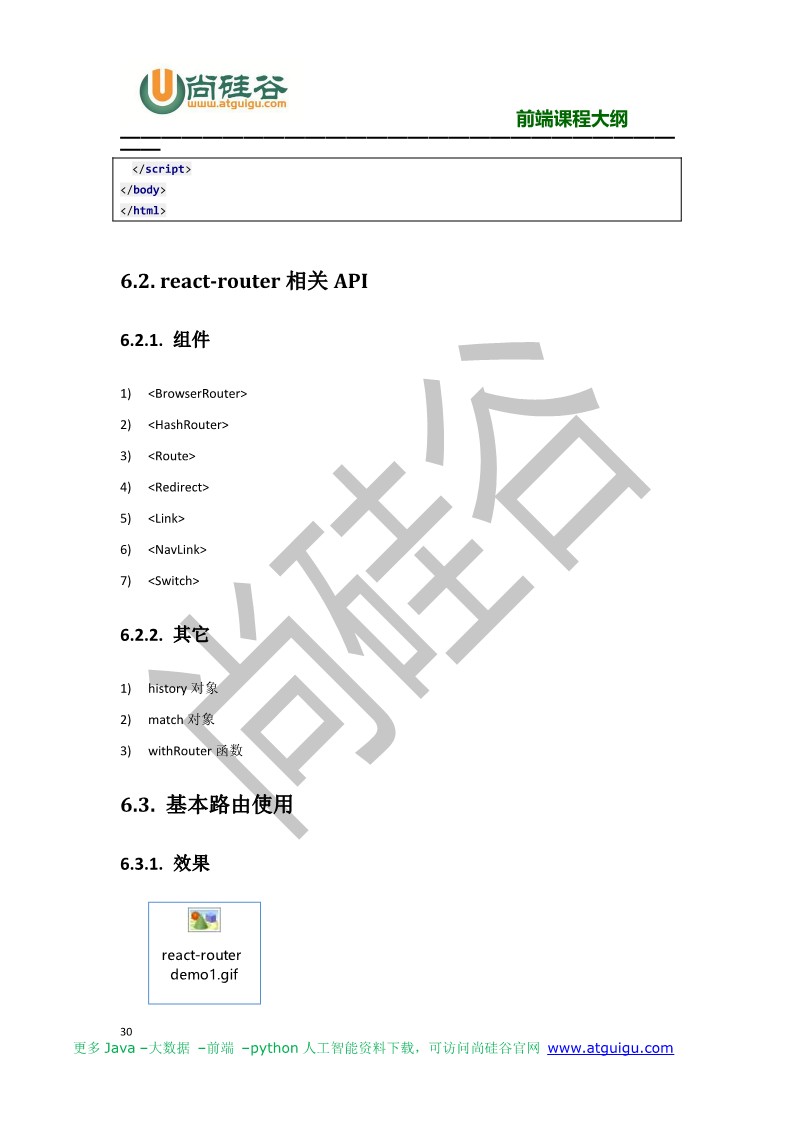 尚硅谷
www.atguigu.com
前端课程大纲
</script>
</body>
</html>
6.2. react-router 相关 API
6.2.1. 组件
1) <BrowserRouter>
2) <HashRouter>
3) <Route>
4) <Redirect>
5) <Link>
6) <NavLink>
7) <Switch>
6.2.2. 其它
1) history 对象
2) match 对象
3) withRouter 函数
6.3. 基本路由使用
6.3.1. 效果
react-router
demo1.gif
尚硅谷
30
更多 Java –大数据 –前端 –python 人工智能资料下载，可访问尚硅谷官网 www.atguigu.com